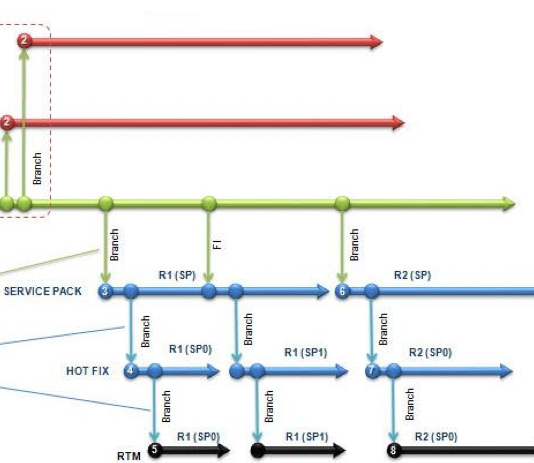 2
2
Branch
Branch
FI
Branch
R1 (SP)
R2 (SP)
SERVICE PACK
3
6
Branch
Branch
Branch
R1 (SP0)
R1 (SP1)
R2 (SP0)
HOT FIX
4
7
Branch
Branch
Branch
R1 (SP0)
R1 (SP1)
R2 (SP0)
RTM
5
8